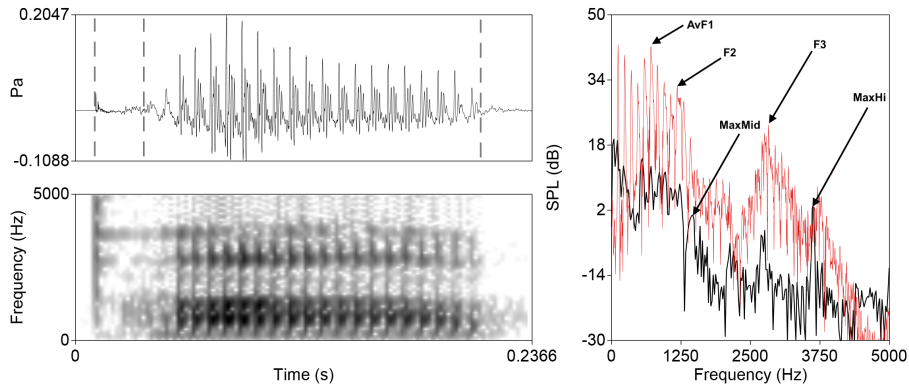 0.2047
Pa
-0.1088
5000
Frequency (Hz)
0
0
0.2366
Time (s)
50
34
18
2
-14
-30
SPL (dB)
AvF1
F2
F3
MaxMid
MaxHi
0
1250
2500
3750
5000
Frequency (Hz)